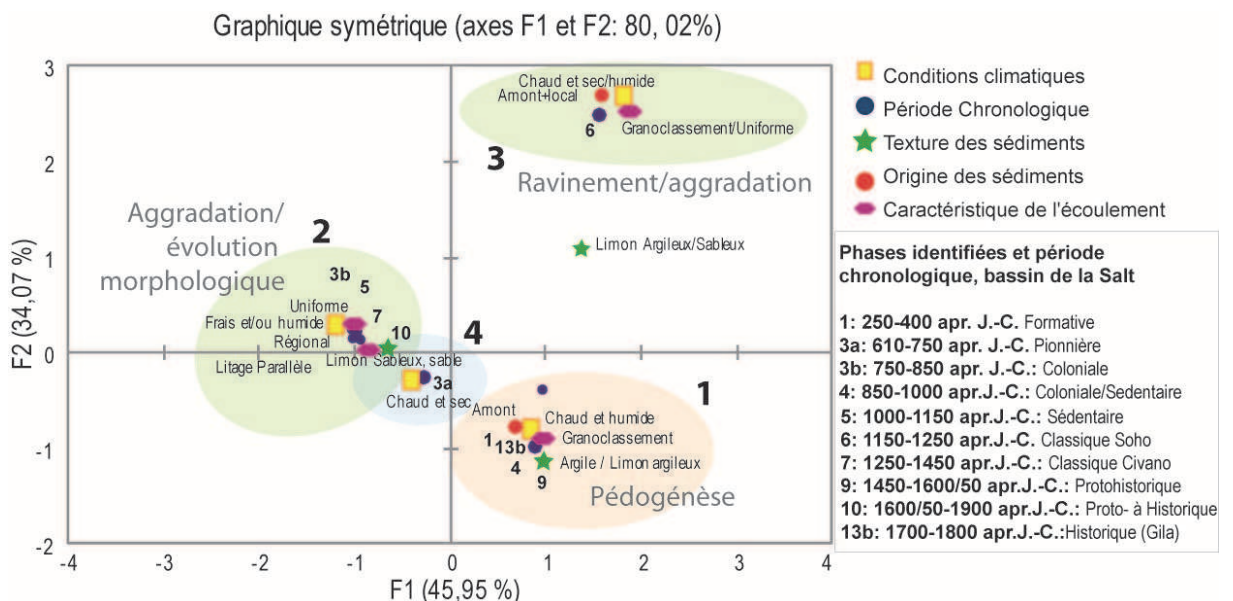 Graphique symétrique (axes F1 et F2: 80, 02%)
3
2
1
0
-1
-2
F2 (34,07 %)
-4
-3
-2
-1
0
1
2
3
4
F1 (45,95 %)
Chaud et sec/humide
Amont+local
6
Granoclassement/Uniforme
3
Ravinement/aggradation
Limon Argileux/Sableux
Aggradation/
évolution
morphologique
2
3b
5
Uniforme
7
Frais et/ou humide
10
Régional
Litage Parallèle
Limon Sableux, sable
4
3a
Chaud et sec
1
Amont
Chaud et humide
1
Granoclassement
13b
4
Argile / Limon argileux
9
Pédogénèse
Conditions climatiques
Période Chronologique
Texture des sédiments
Origine des sédiments
Caractéristique de l'écoulement
Phases identifiées et période
chronologique, bassin de la Salt
1: 250-400 apr. J.-C. Formative
3a: 610-750 apr. J.-C. Pionnière
3b: 750-850 apr. J.-C.: Coloniale
4: 850-1000 apr.J.-C.: Coloniale/Sedentaire
5: 1000-1150 apr.J.-C.: Sédentaire
6: 1150-1250 apr.J.-C. Classique Soho
7: 1250-1450 apr.J.-C.: Classique Civano
9: 1450-1600/50 apr.J.-C.: Protohistorique
10: 1600/50-1900 apr.J.-C.: Proto- à Historique
13b: 1700-1800 apr.J.-C.:Historique (Gila)